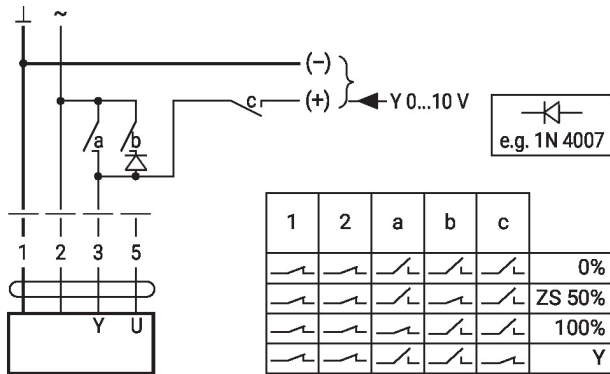 ~
(–)
c (+) Y 0...10 V
a b
e.g. 1N 4007
1 2 3 5
Y U
1 2 a b c
0%
ZS 50%
100%
Y